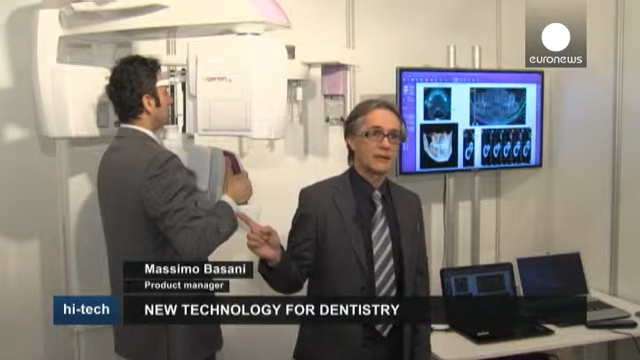 euronews
Massimo Basani
Product manager
hi-tech
NEW TECHNOLOGY FOR DENTISTRY